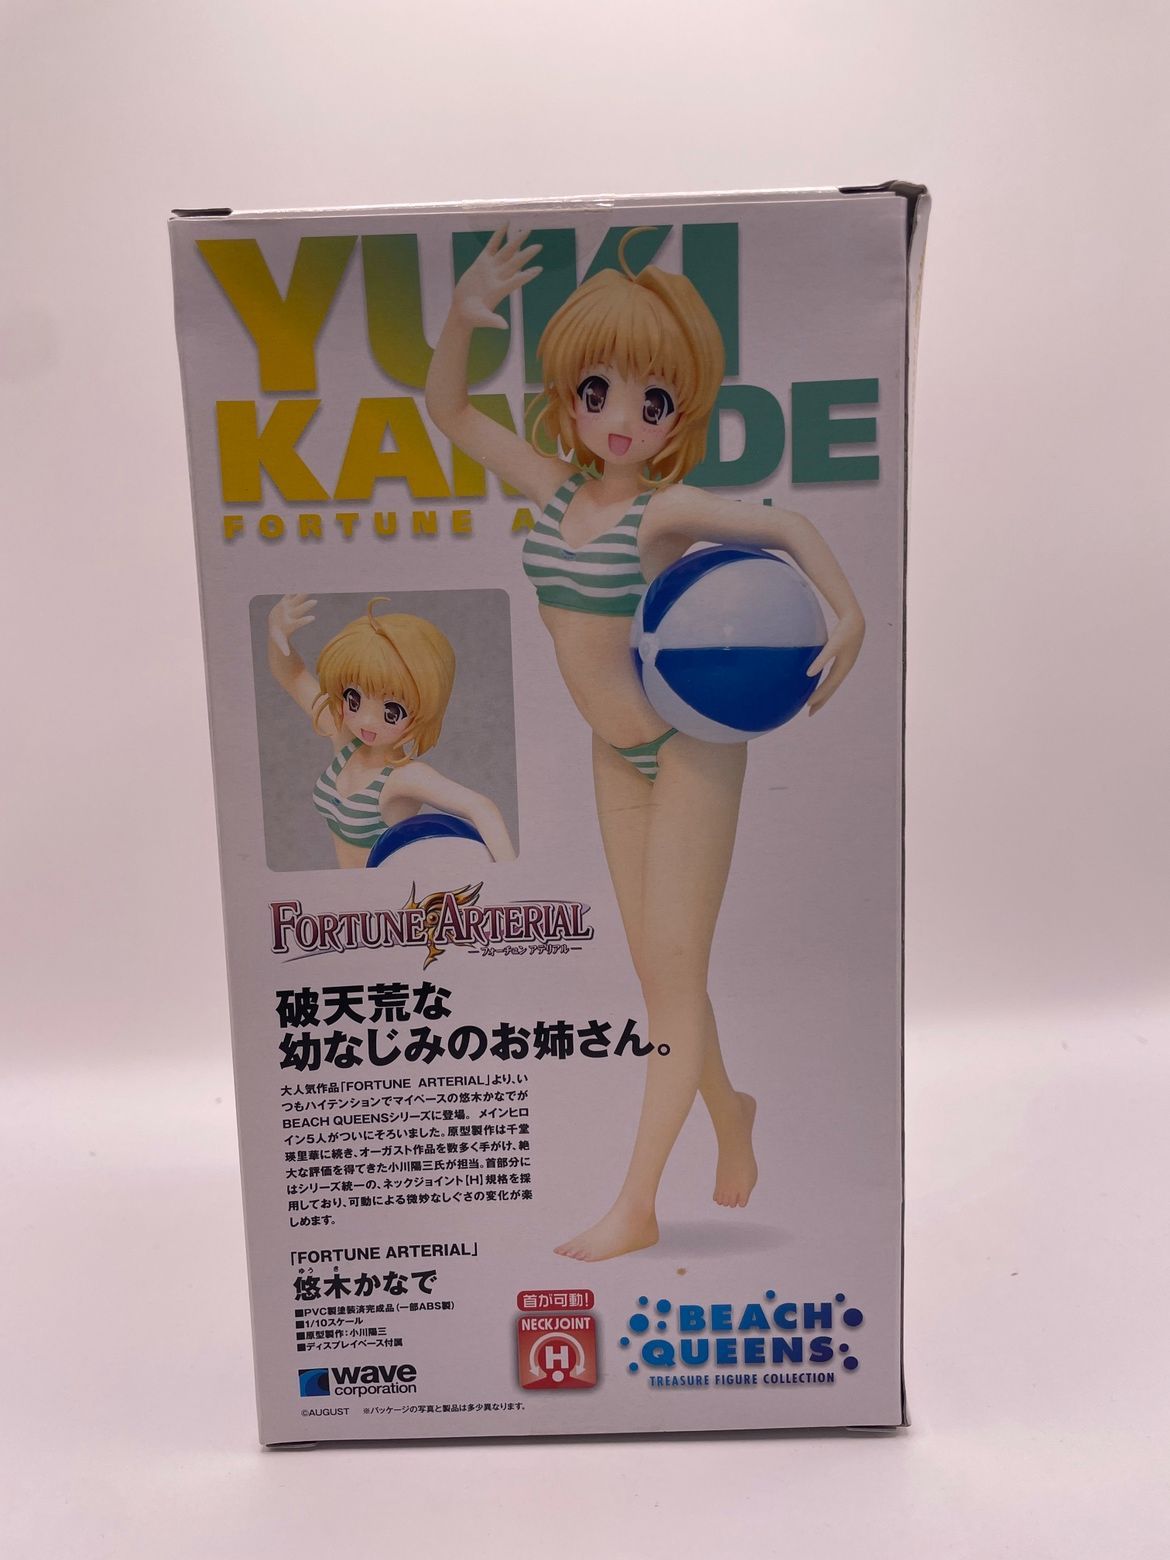 YUKI
KANADE
FORTUNE ARTERIAL
FORTUNE ARTERIAL
ーフォーチュン アテリアルー
破天荒な
幼なじみのお姉さん。
大人気作品「FORTUNE ARTERIAL」より、い
つもハイテンションでマイペースの悠木かなでが
BEACH QUEENSシリーズに登場。メインヒロ
イン5人がついにそろいました。原型製作は千堂
瑛里華に続き、オーガスト作品を数多く手がけ、絶
大な評価を得てきた小川陽三氏が担当。首部分に
はシリーズ統一の、ネックジョイント【H】規格を採
用しており、可動による微妙なしぐさの変化が楽
しめます。
「FORTUNE ARTERIAL」
ゆう き
悠木かなで
■PVC製塗装済完成品(一部ABS製)
■1/10スケール
■原型製作:小川陽三
■ディスプレイベース付属
wave
corporation
©AUGUST ※パッケージの写真と製品は多少異なります。
首が可動!
NECK JOINT
H
BEACH
QUEENS
TREASURE FIGURE COLLECTION